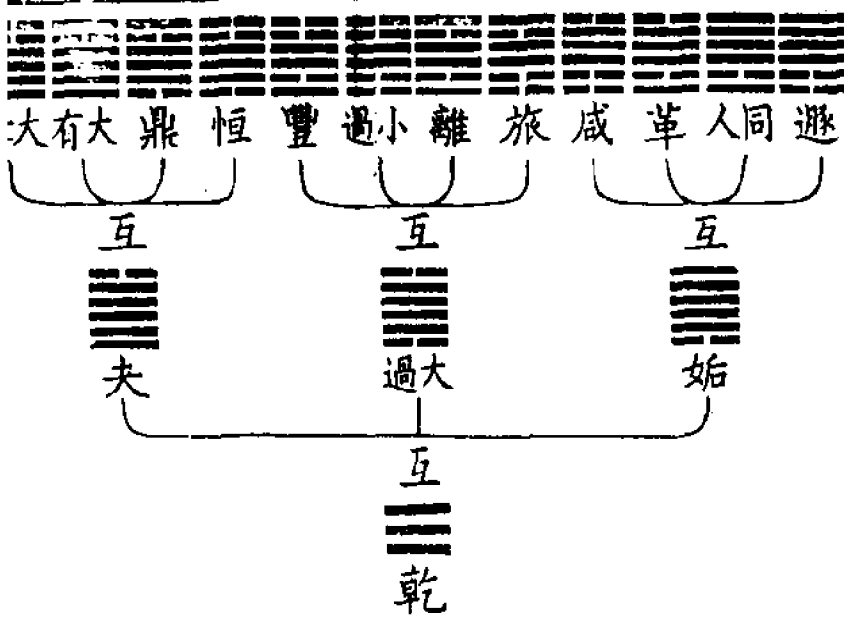 遯 同人 革 咸 旅 離 小過 豐 恒 鼎 大有 大
互 互 互
姤 大過 夬
互
乾